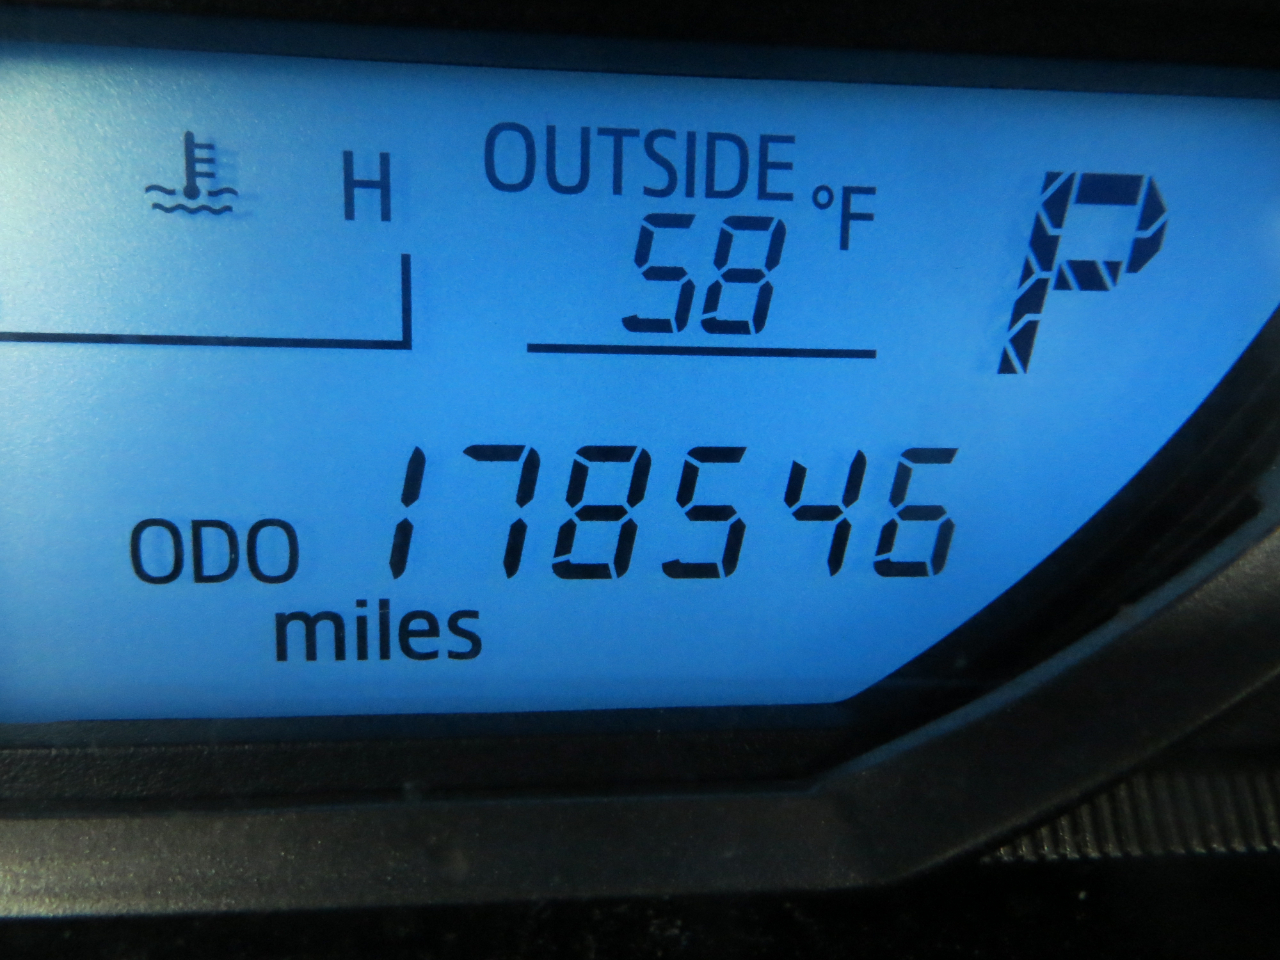 H
OUTSIDE
°F
58
P
ODO 178546
miles